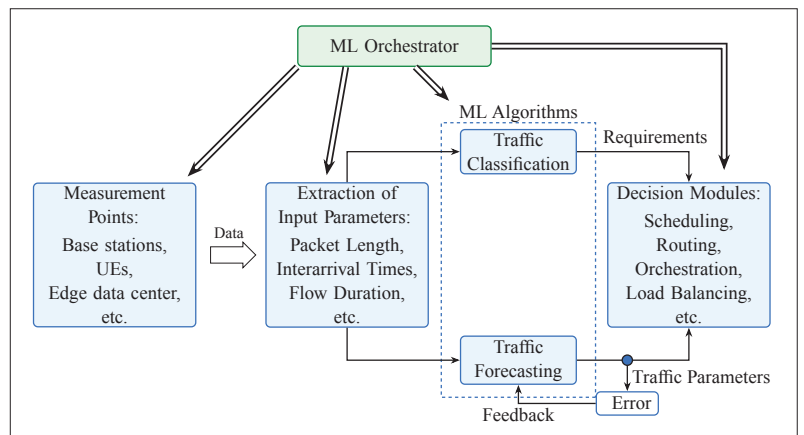 ML Orchestrator
ML Algorithms
Traffic
Classification
Requirements
Measurement
Points:
Base stations,
UEs,
Edge data center,
etc.
Data
Extraction of
Input Parameters:
Packet Length,
Interarrival Times,
Flow Duration,
etc.
Decision Modules:
Scheduling,
Routing,
Orchestration,
Load Balancing,
etc.
Traffic
Forecasting
Traffic Parameters
Error
Feedback